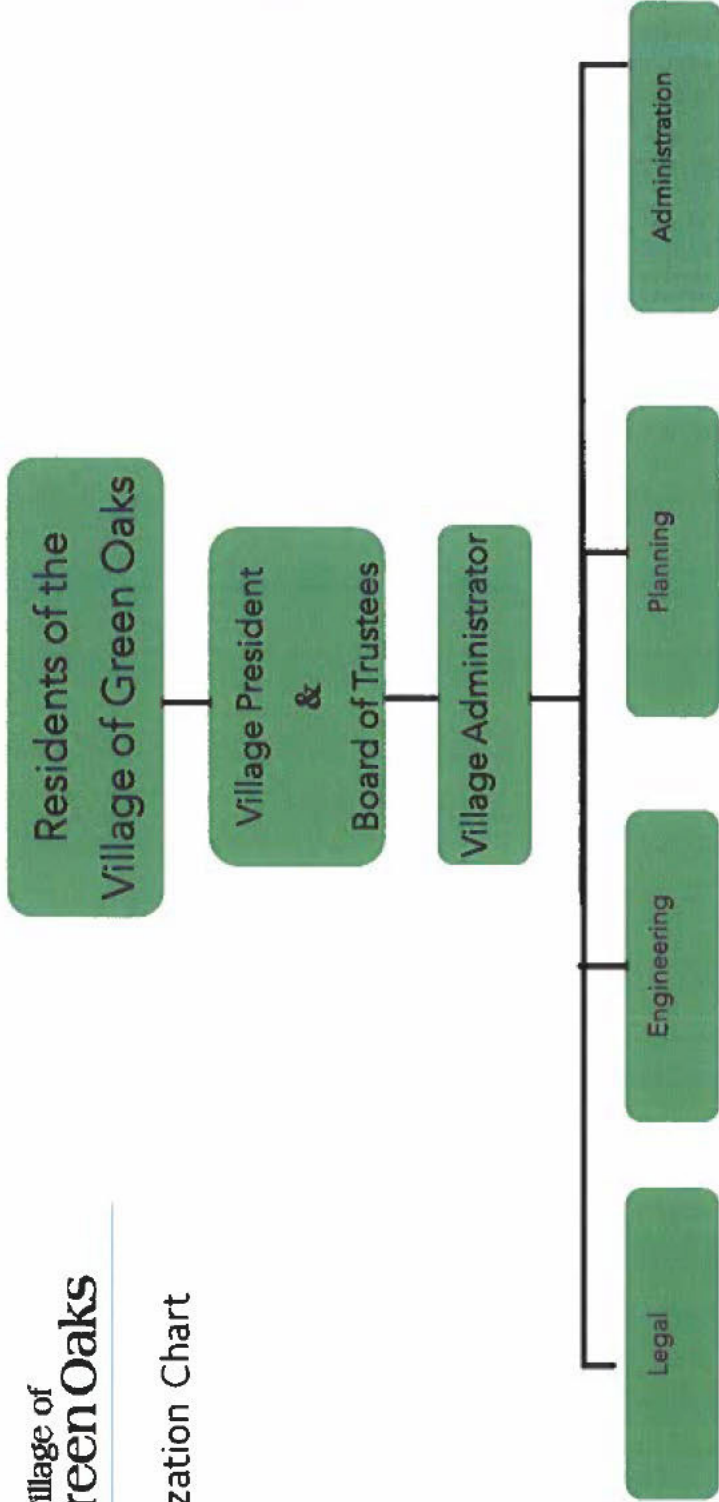 illage of
reen Oaks
zation Chart
Residents of the
Village of Green Oaks
Village President
&
Board of Trustees
Village Administrator
Legal
Engineering
Planning
Administration